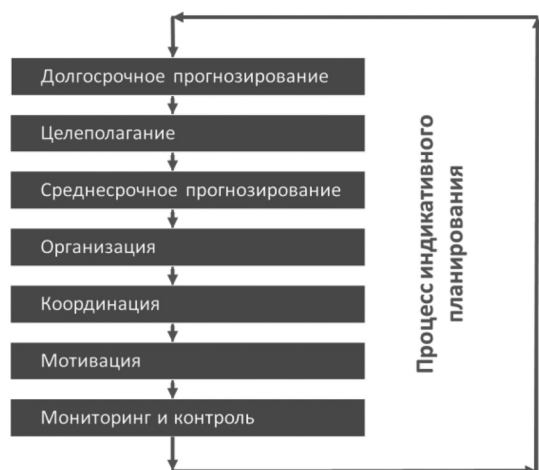 Долгосрочное прогнозирование
Целеполагание
Среднесрочное прогнозирование
Организация
Координация
Мотивация
Мониторинг и контроль
Процесс индикативного
планирования